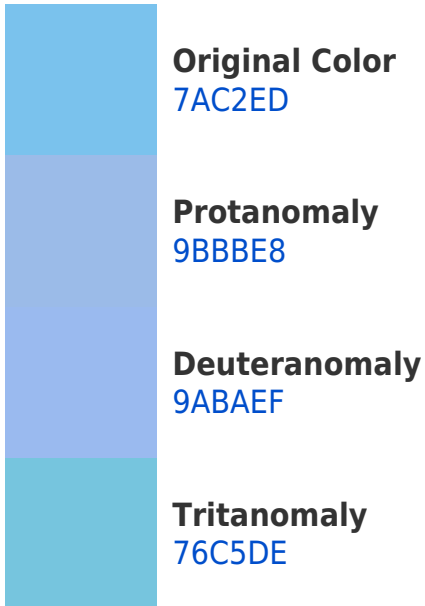 Original Color
7AC2ED
Protanomaly
9BBBE8
Deuteranomaly
9ABAEF
Tritanomaly
76C5DE